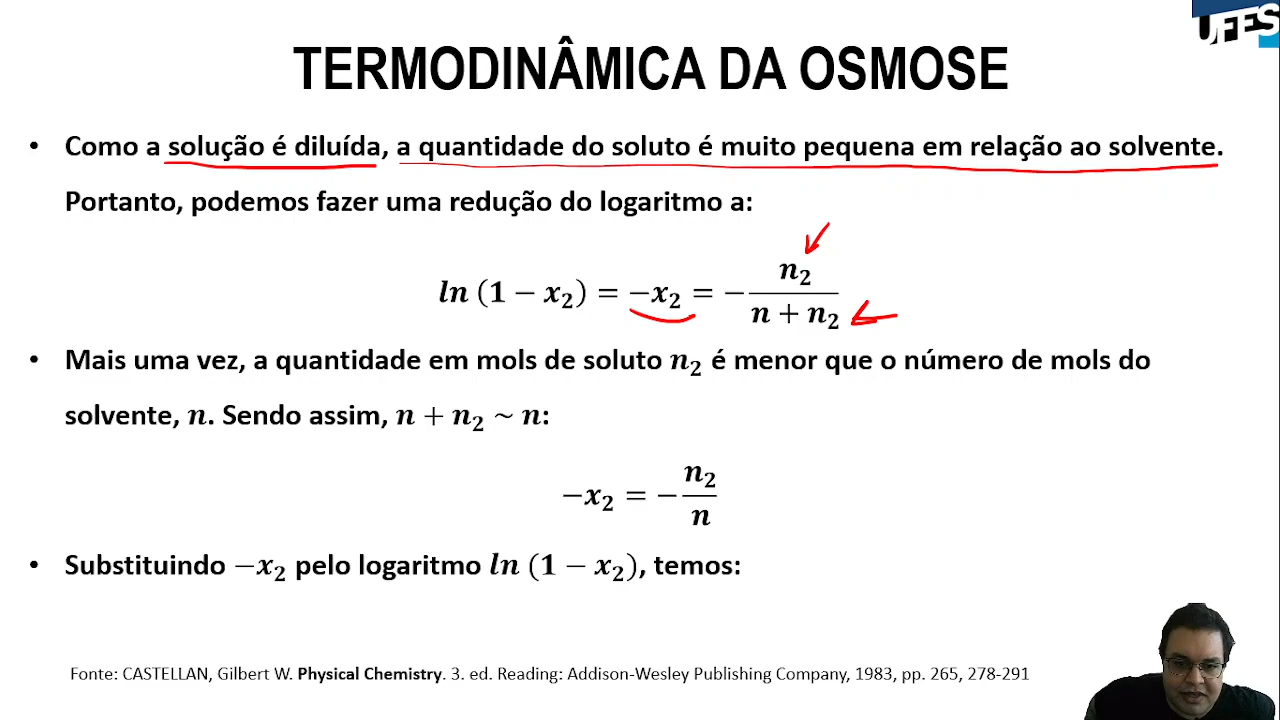 UFES
TERMODINÂMICA DA OSMOSE
• Como a solução é diluída, a quantidade do soluto é muito pequena em relação ao solvente.
Portanto, podemos fazer uma redução do logaritmo a:
ln (1 − x₂) = −x₂ = − n₂ / (n + n₂)
• Mais uma vez, a quantidade em mols de soluto n₂ é menor que o número de mols do
solvente, n. Sendo assim, n + n₂ ~ n:
−x₂ = − n₂ / n
• Substituindo −x₂ pelo logaritmo ln (1 − x₂), temos:
Fonte: CASTELLAN, Gilbert W. Physical Chemistry. 3. ed. Reading: Addison-Wesley Publishing Company, 1983, pp. 265, 278-291